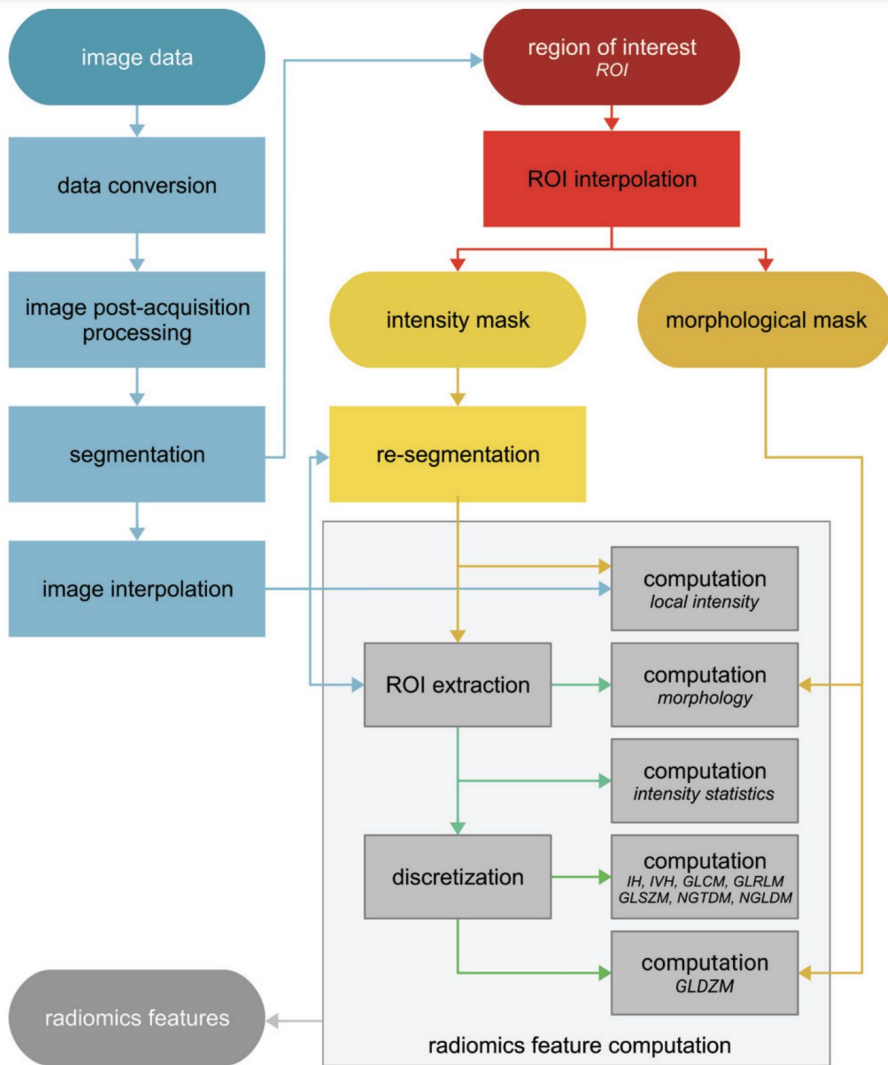 image data
data conversion
image post-acquisition
processing
segmentation
image interpolation
region of interest
ROI
ROI interpolation
intensity mask
morphological mask
re-segmentation
computation
local intensity
ROI extraction
computation
morphology
computation
intensity statistics
discretization
computation
IH, IVH, GLCM, GLRLM
GLSZM, NGTDM, NGLDM
computation
GLDZM
radiomics feature computation
radiomics features